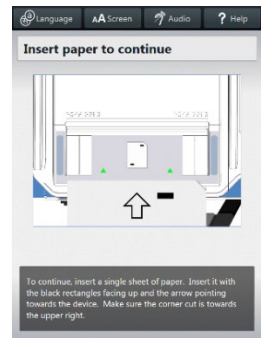 Language
AA Screen
Audio
? Help
Insert paper to continue
To continue, insert a single sheet of paper. Insert it with
the black rectangles facing up and the arrow pointing
towards the device. Make sure the corner cut is towards
the upper right.